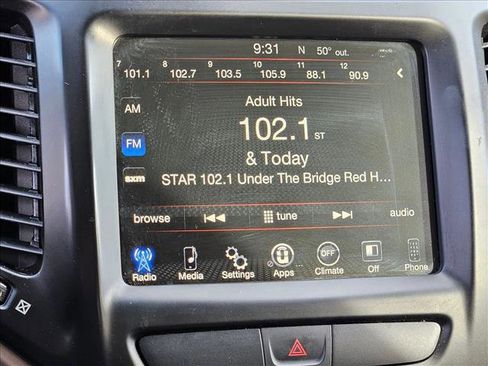 9:31 N 50° out.
7 8 9 10 11 12
101.1 102.7 103.5 105.9 88.1 90.9
Adult Hits
AM
102.1 ST
FM
& Today
sxm STAR 102.1 Under The Bridge Red H...
browse tune audio
OFF
Radio Media Settings Apps Climate Off Phone